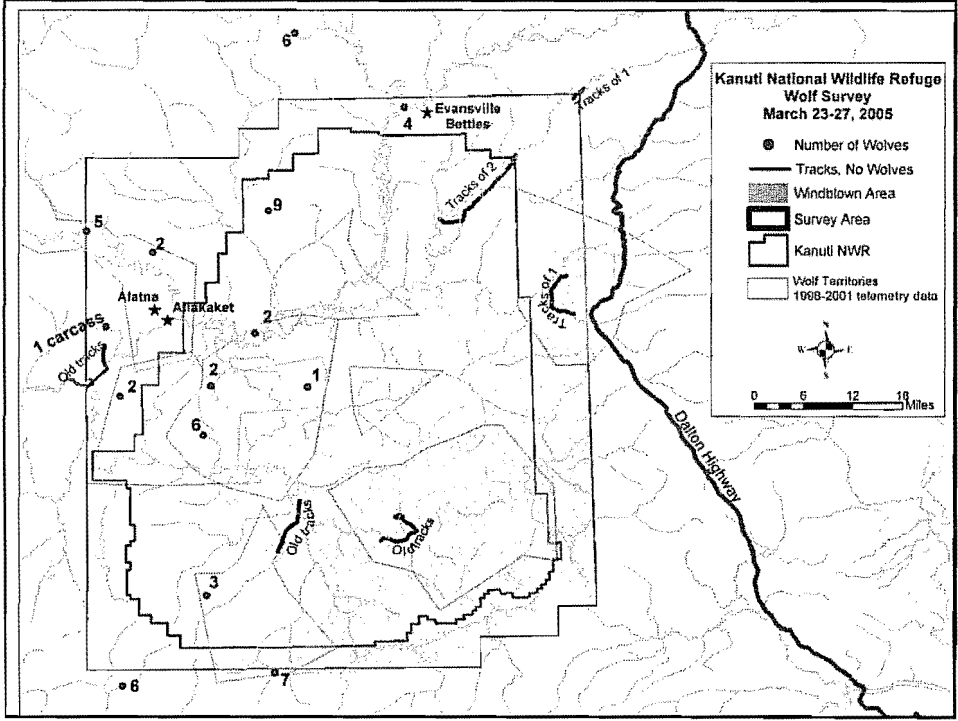 6
Tracks of 1
Kanuti National Wildlife Refuge
Wolf Survey
March 23-27, 2005
Number of Wolves
Tracks, No Wolves
Windblown Area
Survey Area
Kanuti NWR
Wolf Territories
1998-2001 telemetry data
N
W
E
S
0 6 12 18
Miles
4
Evansville
Bettles
Tracks of 2
9
5
2
Alatna
Allakaket
1 carcass
Old tracks
2
Tracks of 1
2
2
1
6
Dalton Highway
Old tracks
Old tracks
3
6
7